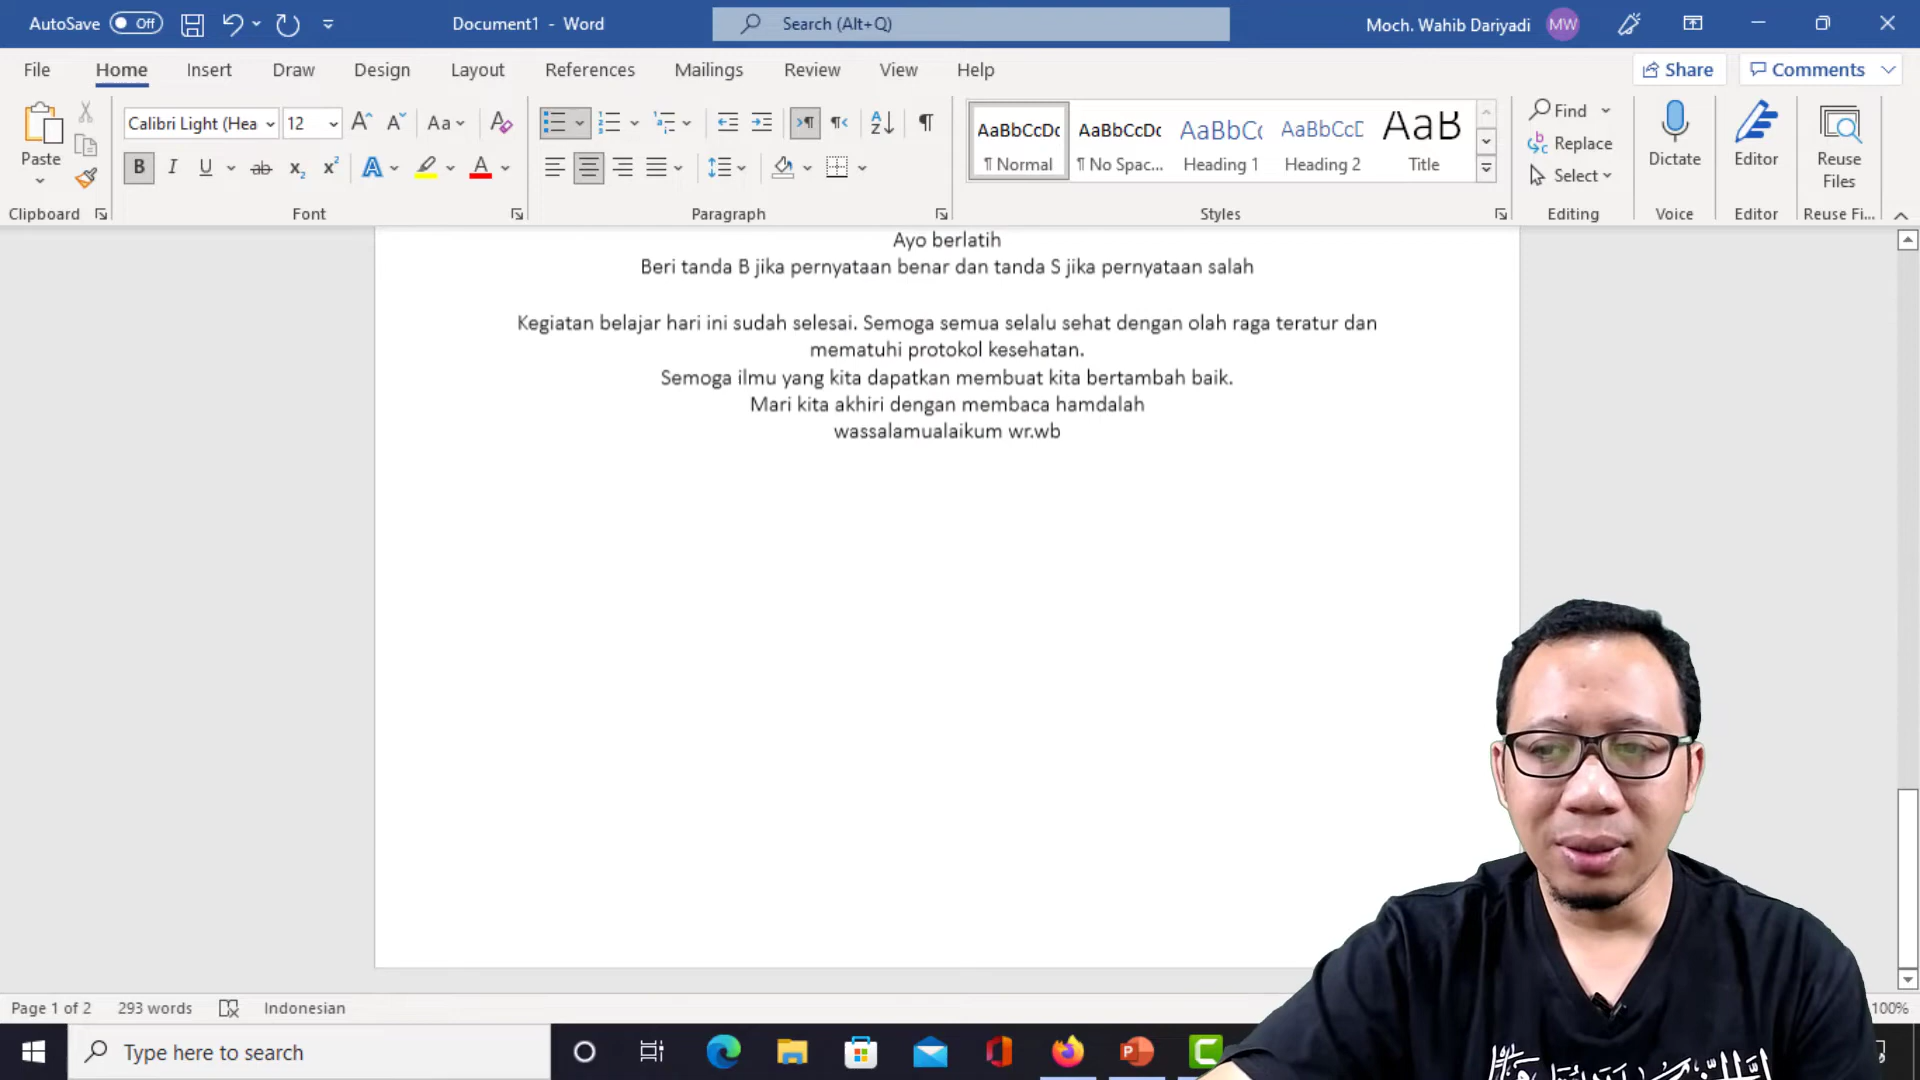 AutoSave Off Document1 - Word Search (Alt+Q) Moch. Wahib Dariyadi MW
File Home Insert Draw Design Layout References Mailings Review View Help Share Comments
Paste Calibri Light (Hea 12 Aa AaBbCcDc AaBbCcDc AaBbCc AaBbCcD AaB Find Replace Select Dictate Editor Reuse Files
¶ Normal ¶ No Spac... Heading 1 Heading 2 Title
Clipboard Font Paragraph Styles Editing Voice Editor Reuse Fi...
Ayo berlatih
Beri tanda B jika pernyataan benar dan tanda S jika pernyataan salah
Kegiatan belajar hari ini sudah selesai. Semoga semua selalu sehat dengan olah raga teratur dan
mematuhi protokol kesehatan.
Semoga ilmu yang kita dapatkan membuat kita bertambah baik.
Mari kita akhiri dengan membaca hamdalah
wassalamualaikum wr.wb
Page 1 of 2 293 words Indonesian 100%
Type here to search